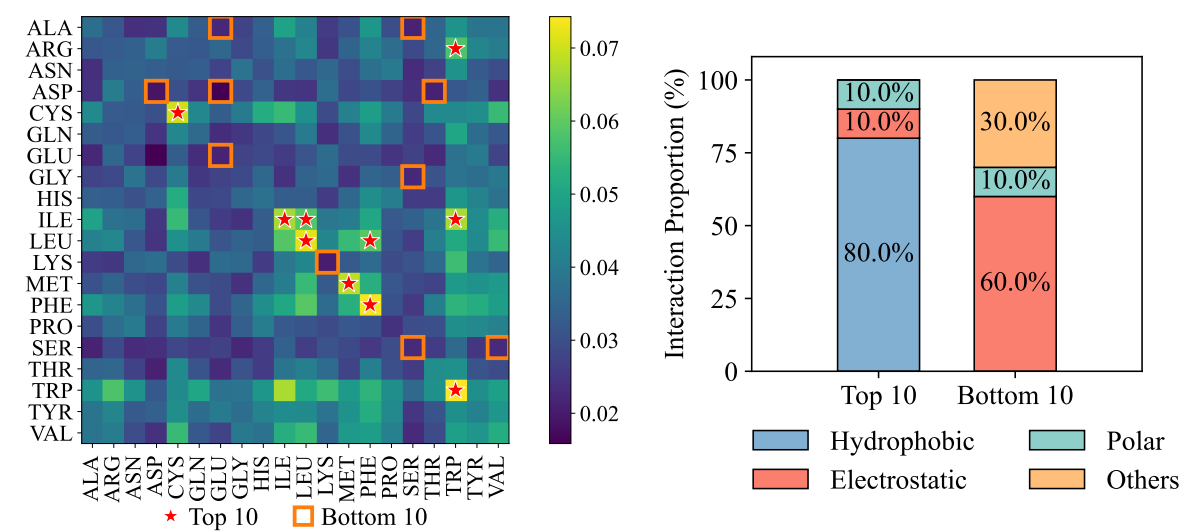 ALA
ARG
ASN
ASP
CYS
GLN
GLU
GLY
HIS
ILE
LEU
LYS
MET
PHE
PRO
SER
THR
TRP
TYR
VAL
ALA
ARG
ASN
ASP
CYS
GLN
GLU
GLY
HIS
ILE
LEU
LYS
MET
PHE
PRO
SER
THR
TRP
TYR
VAL
Top 10
Bottom 10
0.07
0.06
0.05
0.04
0.03
0.02
Interaction Proportion (%)
100
75
50
25
0
10.0%
10.0%
80.0%
30.0%
10.0%
60.0%
Top 10
Bottom 10
Hydrophobic
Electrostatic
Polar
Others